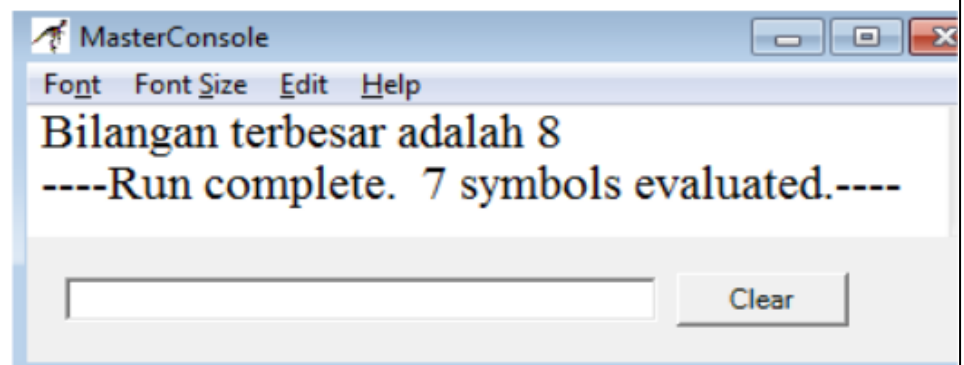 MasterConsole
Font Font Size Edit Help
Bilangan terbesar adalah 8
----Run complete.  7 symbols evaluated.----
Clear